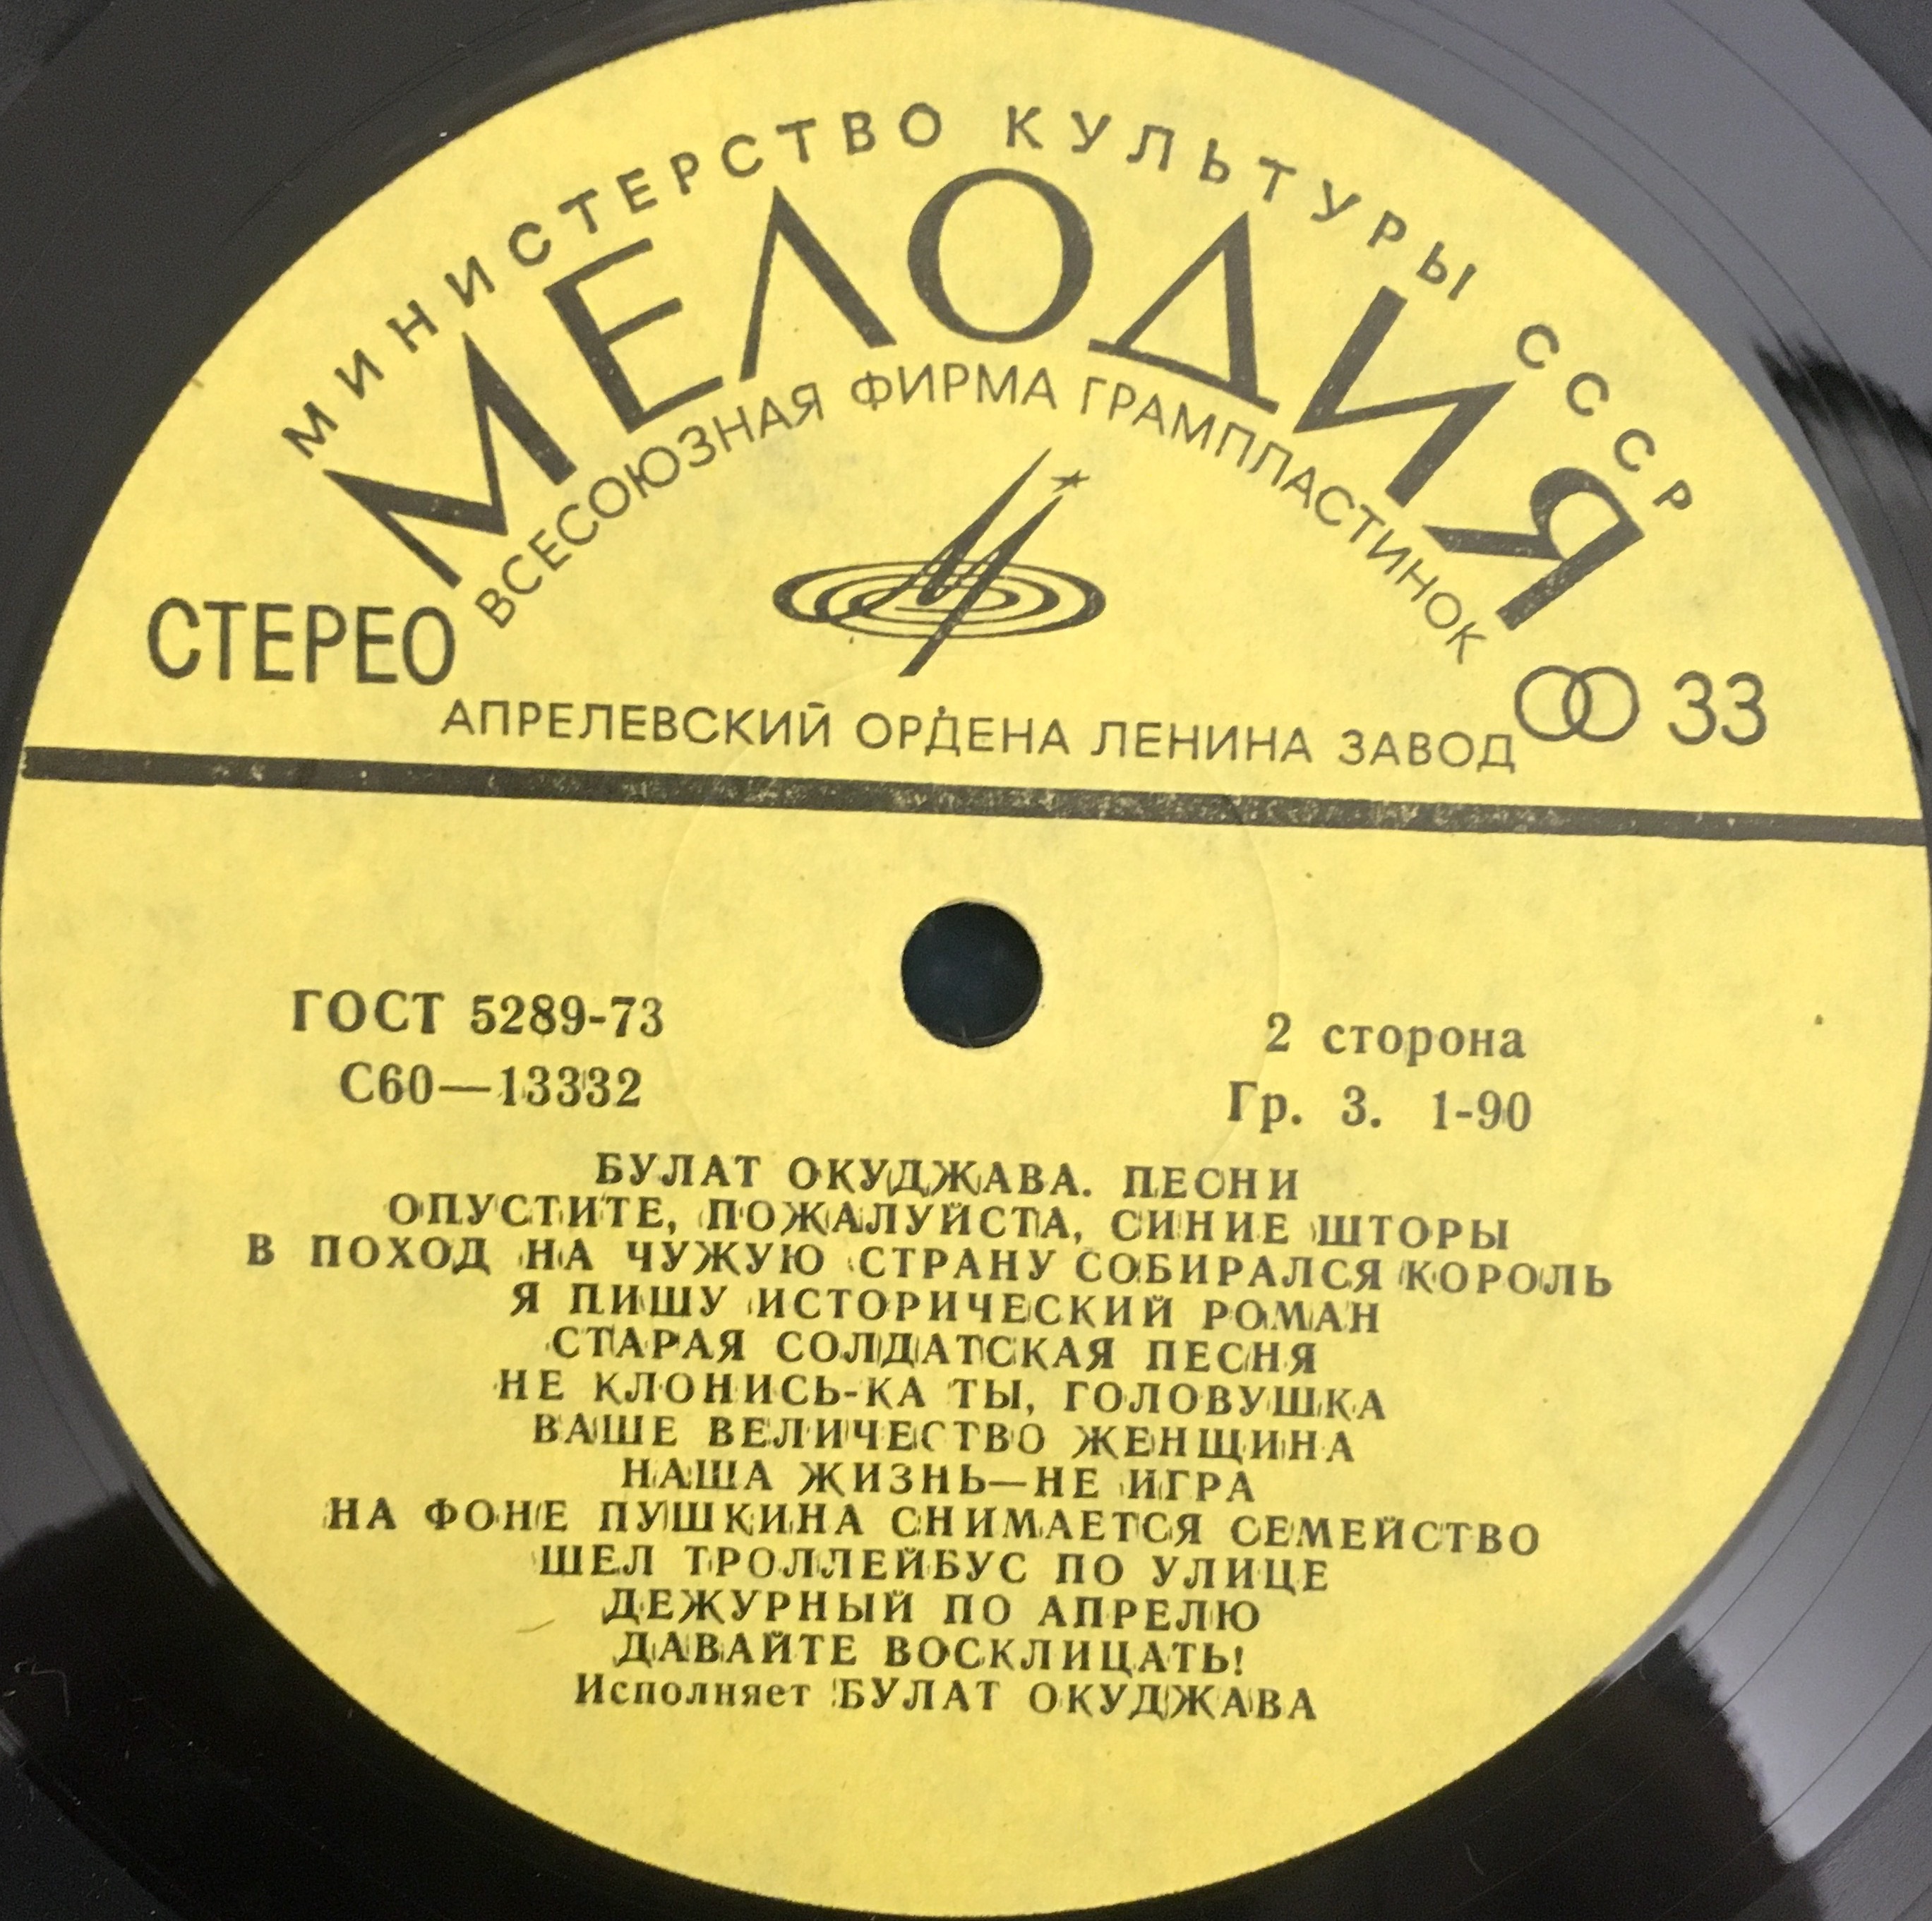 МИНИСТЕРСТВО КУЛЬТУРЫ СССР
МЕЛОДИЯ
ВСЕСОЮЗНАЯ ФИРМА ГРАМПЛАСТИНОК
СТЕРЕО
33
АПРЕЛЕВСКИЙ ОРДЕНА ЛЕНИНА ЗАВОД
ГОСТ 5289-73
2 сторона
С60—13332
Гр. 3. 1-90
БУЛАТ ОКУДЖАВА. ПЕСНИ
ОПУСТИТЕ, ПОЖАЛУЙСТА, СИНИЕ ШТОРЫ
В ПОХОД НА ЧУЖУЮ СТРАНУ СОБИРАЛСЯ КОРОЛЬ
Я ПИШУ ИСТОРИЧЕСКИЙ РОМАН
СТАРАЯ СОЛДАТСКАЯ ПЕСНЯ
НЕ КЛОНИСЬ-КА ТЫ, ГОЛОВУШКА
ВАШЕ ВЕЛИЧЕСТВО ЖЕНЩИНА
НАША ЖИЗНЬ—НЕ ИГРА
НА ФОНЕ ПУШКИНА СНИМАЕТСЯ СЕМЕЙСТВО
ШЕЛ ТРОЛЛЕЙБУС ПО УЛИЦЕ
ДЕЖУРНЫЙ ПО АПРЕЛЮ
ДАВАЙТЕ ВОСКЛИЦАТЬ!
Исполняет БУЛАТ ОКУДЖАВА